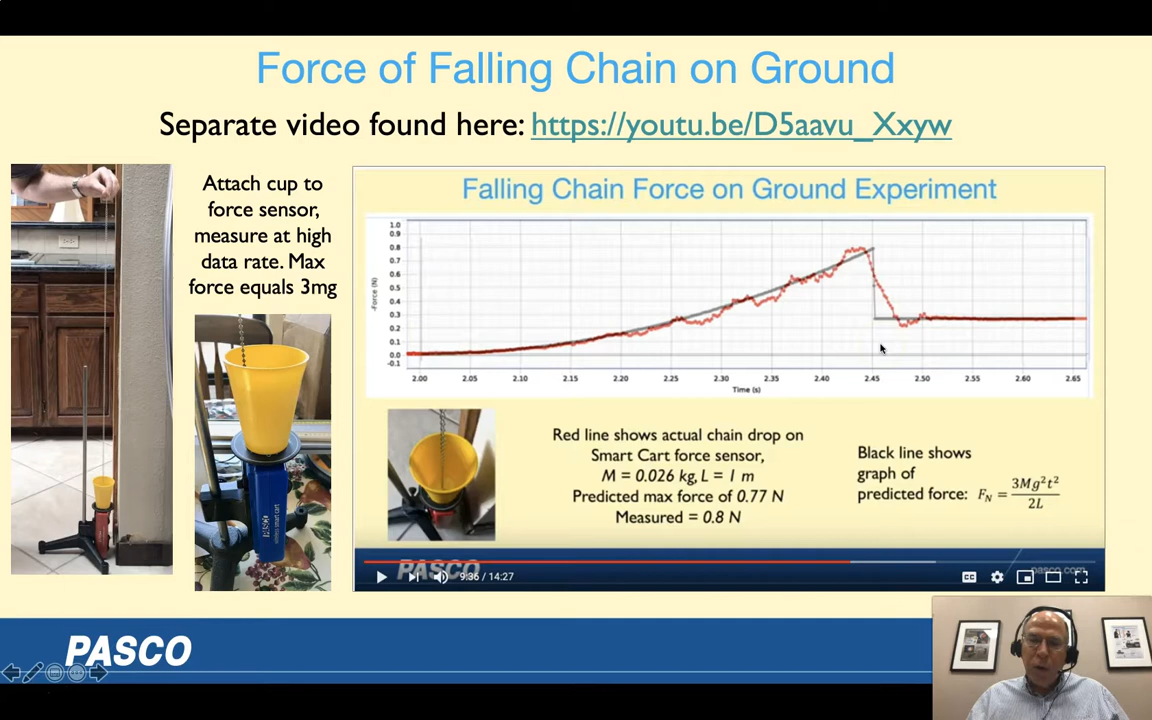 Force of Falling Chain on Ground
Separate video found here: https://youtu.be/D5aavu_Xxyw
Attach cup to
force sensor,
measure at high
data rate. Max
force equals 3mg
Falling Chain Force on Ground Experiment
1.0
0.9
0.8
0.7
0.6
0.5
0.4
0.3
0.2
0.1
0.0
-0.1
-Force (N)
2.00 2.05 2.10 2.15 2.20 2.25 2.30 2.35 2.40 2.45 2.50 2.55 2.60 2.65
Time (s)
Red line shows actual chain drop on
Smart Cart force sensor,
M = 0.026 kg, L = 1 m
Predicted max force of 0.77 N
Measured = 0.8 N
Black line shows
graph of
predicted force: F_N = 3Mg²t²/2L
PASCO
pasco.com
9:36 / 14:27
CC
PASCO